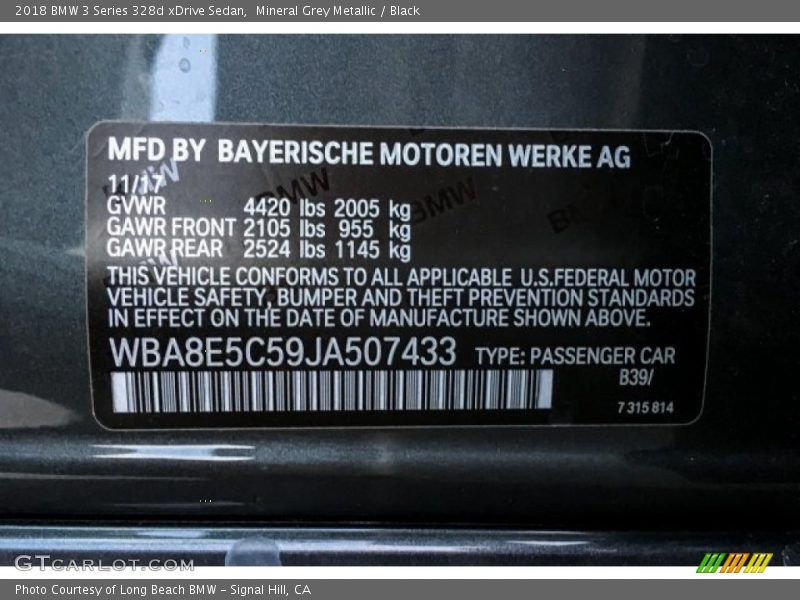 2018 BMW 3 Series 328d xDrive Sedan,  Mineral Grey Metallic / Black
MFD BY BAYERISCHE MOTOREN WERKE AG
11/17
GVWR 4420 lbs 2005 kg
GAWR FRONT 2105 lbs 955 kg
GAWR REAR 2524 lbs 1145 kg
THIS VEHICLE CONFORMS TO ALL APPLICABLE U.S.FEDERAL MOTOR
VEHICLE SAFETY, BUMPER AND THEFT PREVENTION STANDARDS
IN EFFECT ON THE DATE OF MANUFACTURE SHOWN ABOVE.
WBA8E5C59JA507433 TYPE: PASSENGER CAR
B39/
7 315 814
GTCARLOT.COM
Photo Courtesy of Long Beach BMW - Signal Hill, CA